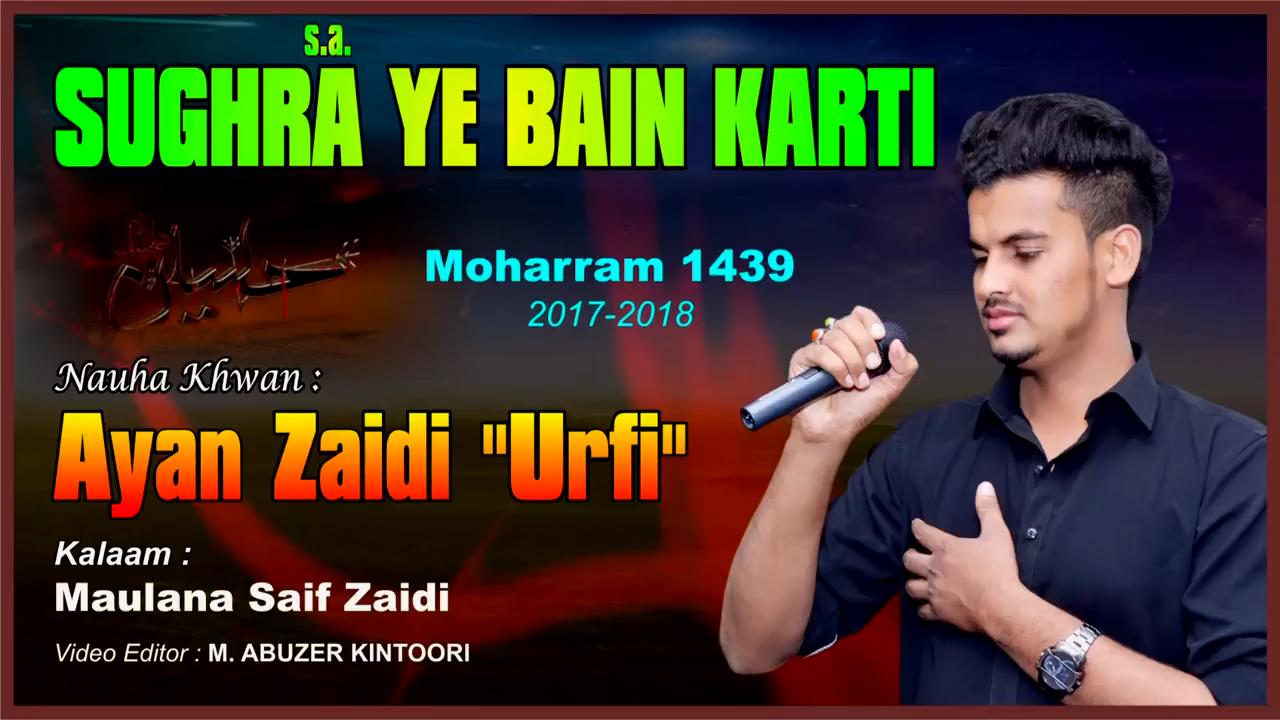 s.a.
SUGHRA YE BAIN KARTI
حسین
Moharram 1439
2017-2018
Nauha Khwan :
Ayan Zaidi "Urfi"
Kalaam :
Maulana Saif Zaidi
Video Editor : M. ABUZER KINTOORI